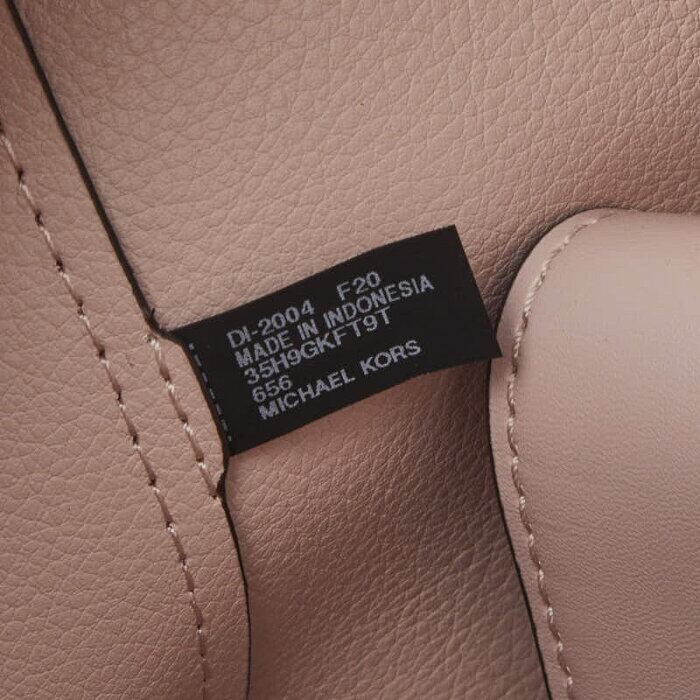 DI-2004 F20
MADE IN INDONESIA
35H9GKFT9T
656
MICHAEL KORS